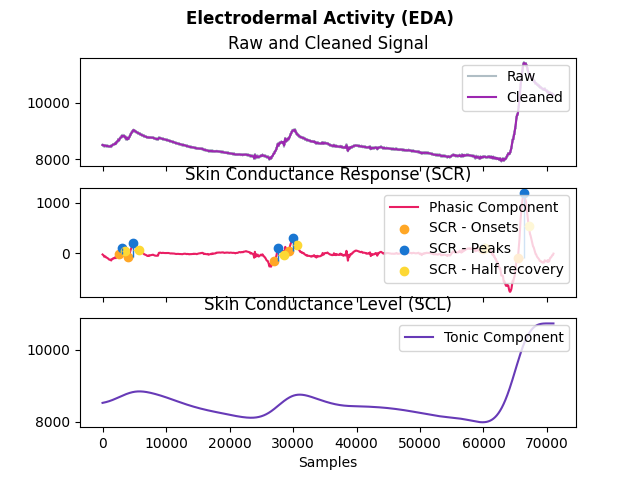 Electrodermal Activity (EDA)
Raw and Cleaned Signal
Raw
Cleaned
10000
8000
Skin Conductance Response (SCR)
Phasic Component
SCR - Onsets
SCR - Peaks
SCR - Half recovery
1000
0
Skin Conductance Level (SCL)
Tonic Component
10000
8000
0 10000 20000 30000 40000 50000 60000 70000
Samples